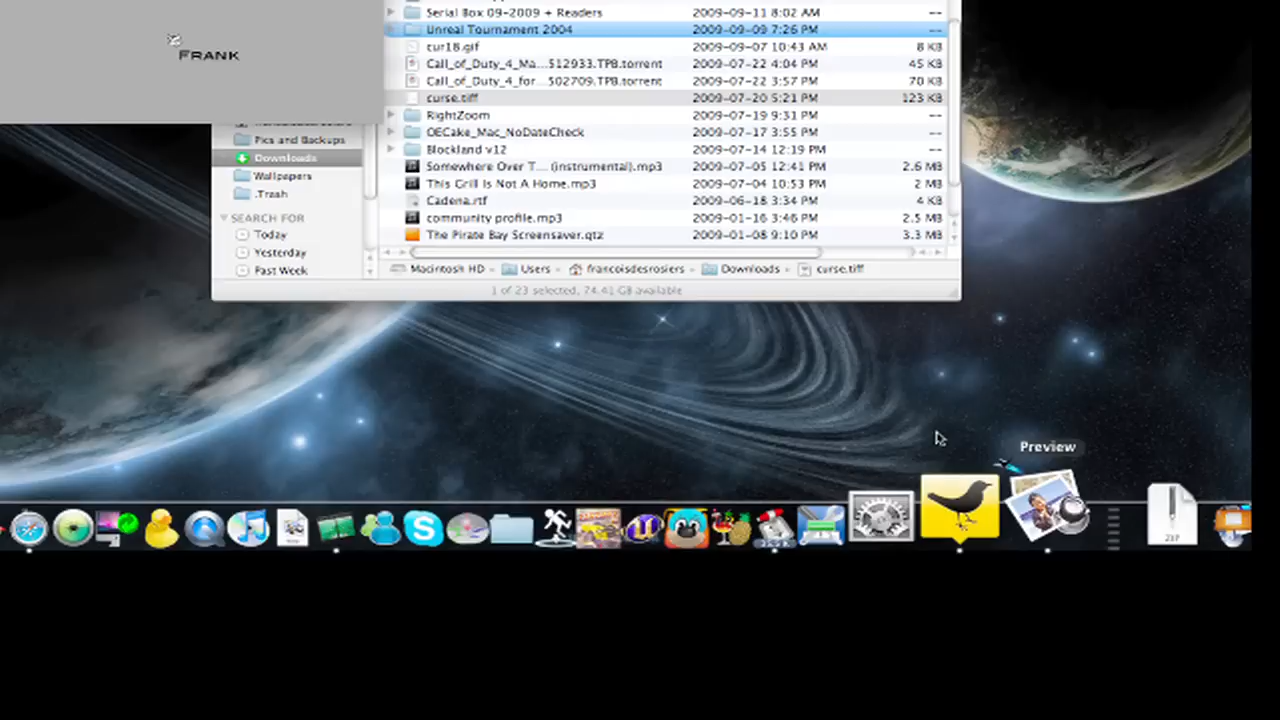 Serial Box 09-2009 + Readers 2009-09-11 8:02 AM --
Unreal Tournament 2004 2009-09-09 7:26 PM --
FRANK
cur18.gif 2009-09-07 10:43 AM 8 KB
Call_of_Duty_4_Ma...512933.TPB.torrent 2009-07-22 4:04 PM 45 KB
Call_of_Duty_4_for...502709.TPB.torrent 2009-07-22 3:57 PM 70 KB
curse.tiff 2009-07-20 5:21 PM 123 KB
RightZoom 2009-07-19 9:31 PM --
OECake_Mac_NoDateCheck 2009-07-17 3:55 PM --
Blockland v12 2009-07-14 12:19 PM --
Somewhere Over T... (instrumental).mp3 2009-07-05 12:41 PM 2.6 MB
This Grill Is Not A Home.mp3 2009-07-04 10:53 PM 2 MB
Cadena.rtf 2009-06-18 3:34 PM 4 KB
community profile.mp3 2009-01-16 3:46 PM 2.5 MB
The Pirate Bay Screensaver.qtz 2009-01-08 9:10 PM 3.3 MB
Pics and Backups
Downloads
Wallpapers
.Trash
SEARCH FOR
Today
Yesterday
Past Week
Macintosh HD Users francoisdesrosiers Downloads curse.tiff
1 of 23 selected, 74.41 GB available
Preview
ZIP